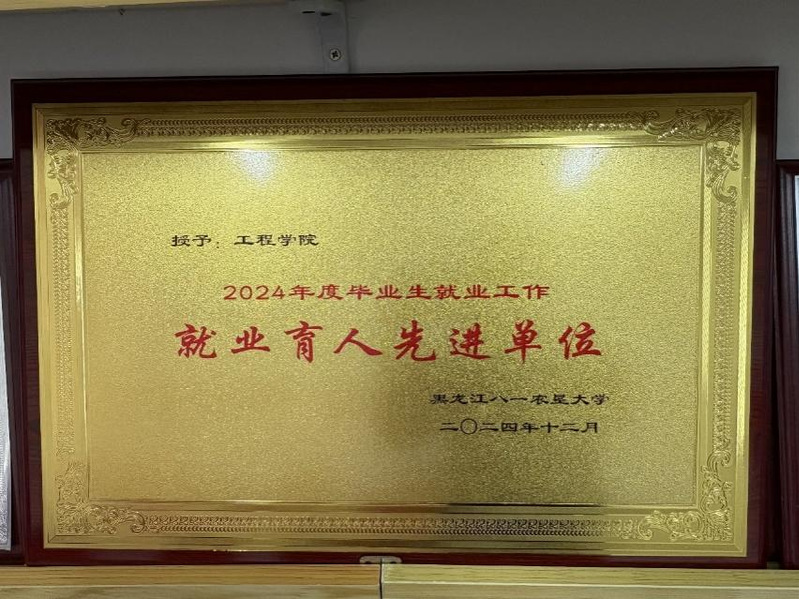 授予：工程学院
2024年度毕业生就业工作
就业育人先进单位
黑龙江八一农垦大学
二〇二四年十二月